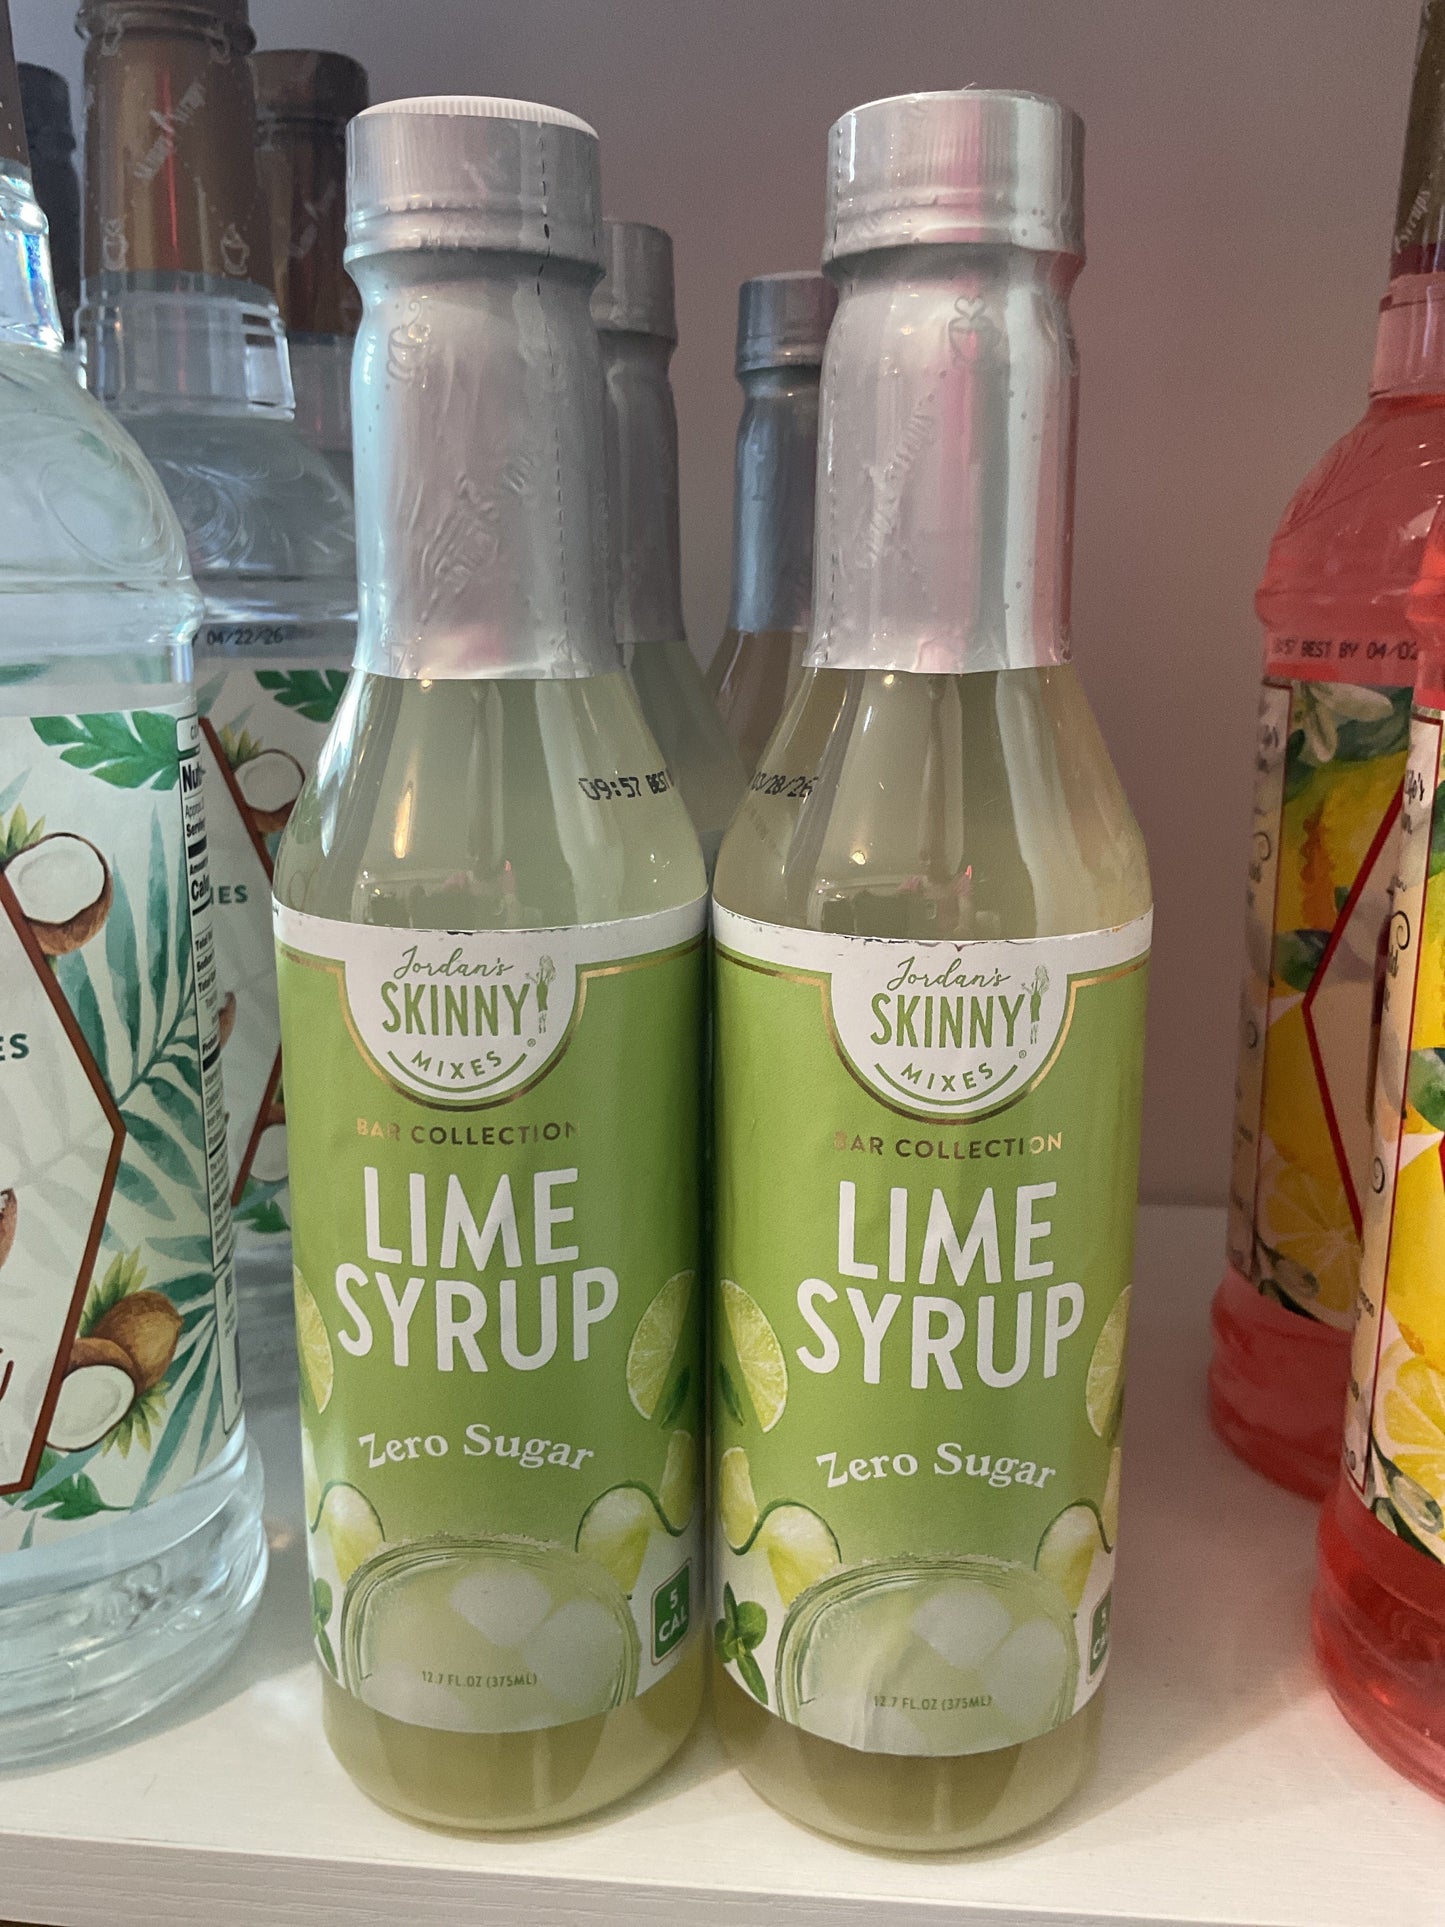 04/22/26
09:57 BEST
03/28/26
BEST BY 04/02
Jordan's
SKINNY
MIXES
®
BAR COLLECTION
LIME
SYRUP
Zero Sugar
5
CAL
12.7 FL.OZ (375ML)
Jordan's
SKINNY
MIXES
®
BAR COLLECTION
LIME
SYRUP
Zero Sugar
5
12.7 FL.OZ (375ML)